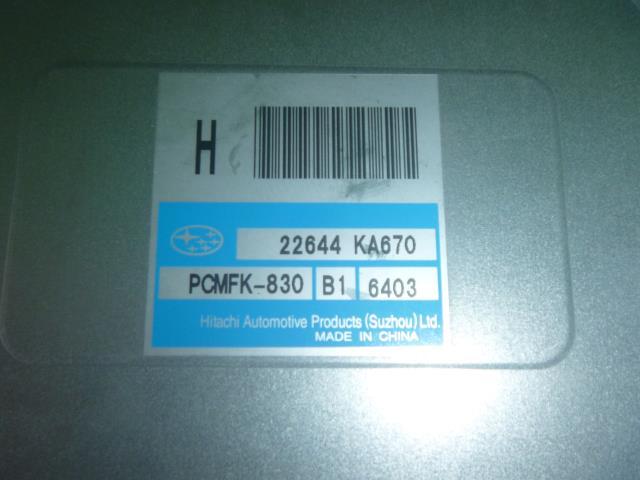 H
22644 KA670
PCMFK-830 B1 6403
Hitachi Automotive Products (Suzhou) Ltd.
MADE IN CHINA